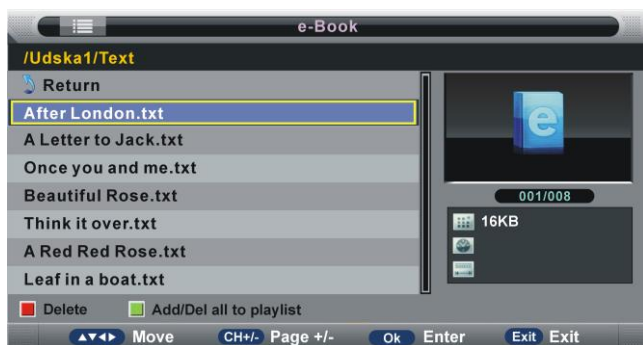 e-Book
/Udska1/Text
Return
After London.txt
A Letter to Jack.txt
Once you and me.txt
Beautiful Rose.txt
Think it over.txt
A Red Red Rose.txt
Leaf in a boat.txt
e
001/008
16KB
Delete Add/Del all to playlist
▲▼◀▶ Move CH+/- Page +/- Ok Enter Exit Exit